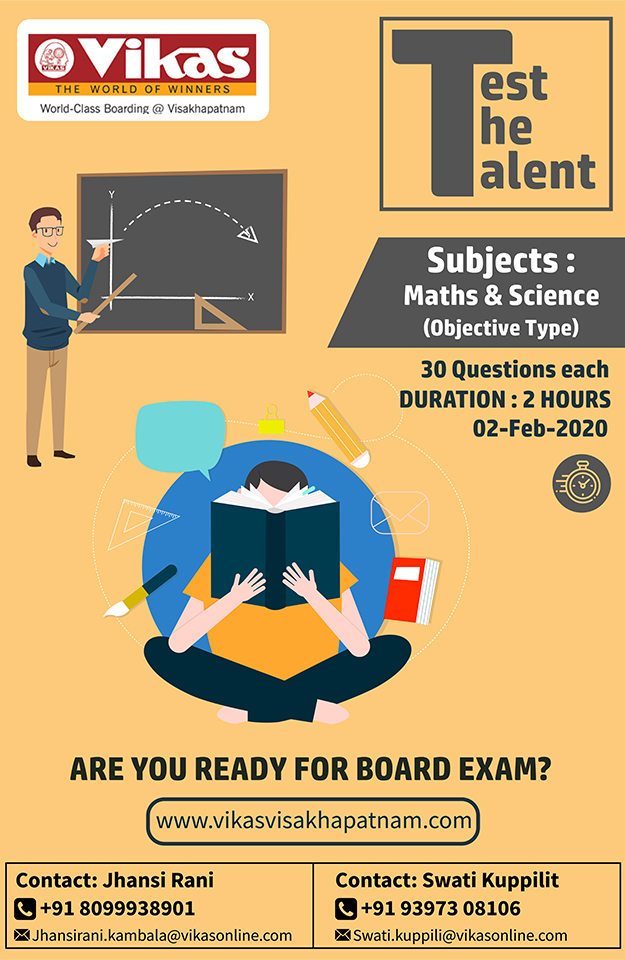 Vikas
VIKAS
THE WORLD OF WINNERS
World-Class Boarding @ Visakhapatnam
Test
The
Talent
Y
X
Subjects :
Maths & Science
(Objective Type)
30 Questions each
DURATION : 2 HOURS
02-Feb-2020
ARE YOU READY FOR BOARD EXAM?
www.vikasvisakhapatnam.com
Contact: Jhansi Rani
+91 8099938901
Jhansirani.kambala@vikasonline.com
Contact: Swati Kuppilit
+91 93973 08106
Swati.kuppili@vikasonline.com